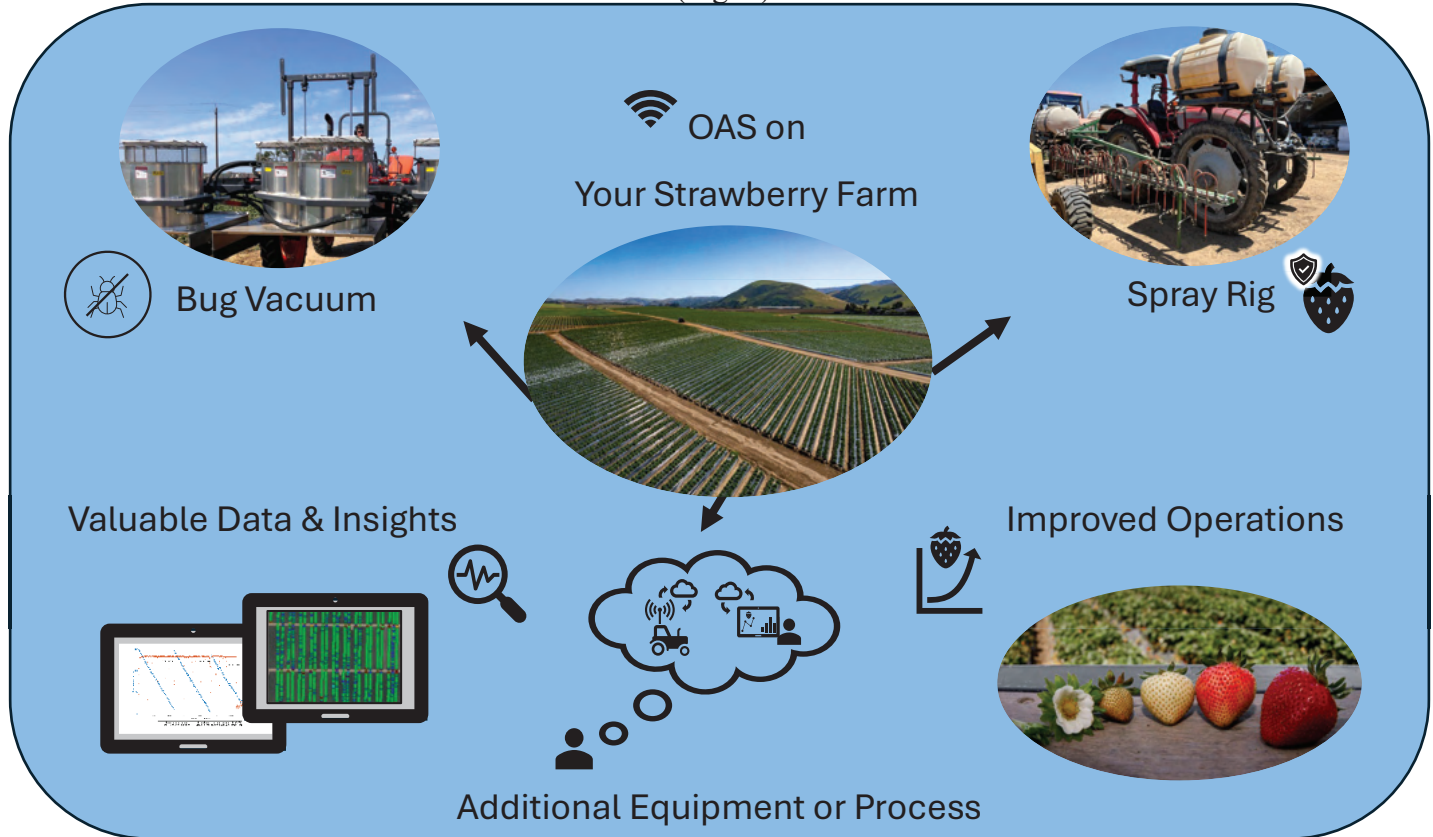 OAS on
Your Strawberry Farm
Bug Vacuum
Spray Rig
Valuable Data & Insights
Improved Operations
Additional Equipment or Process